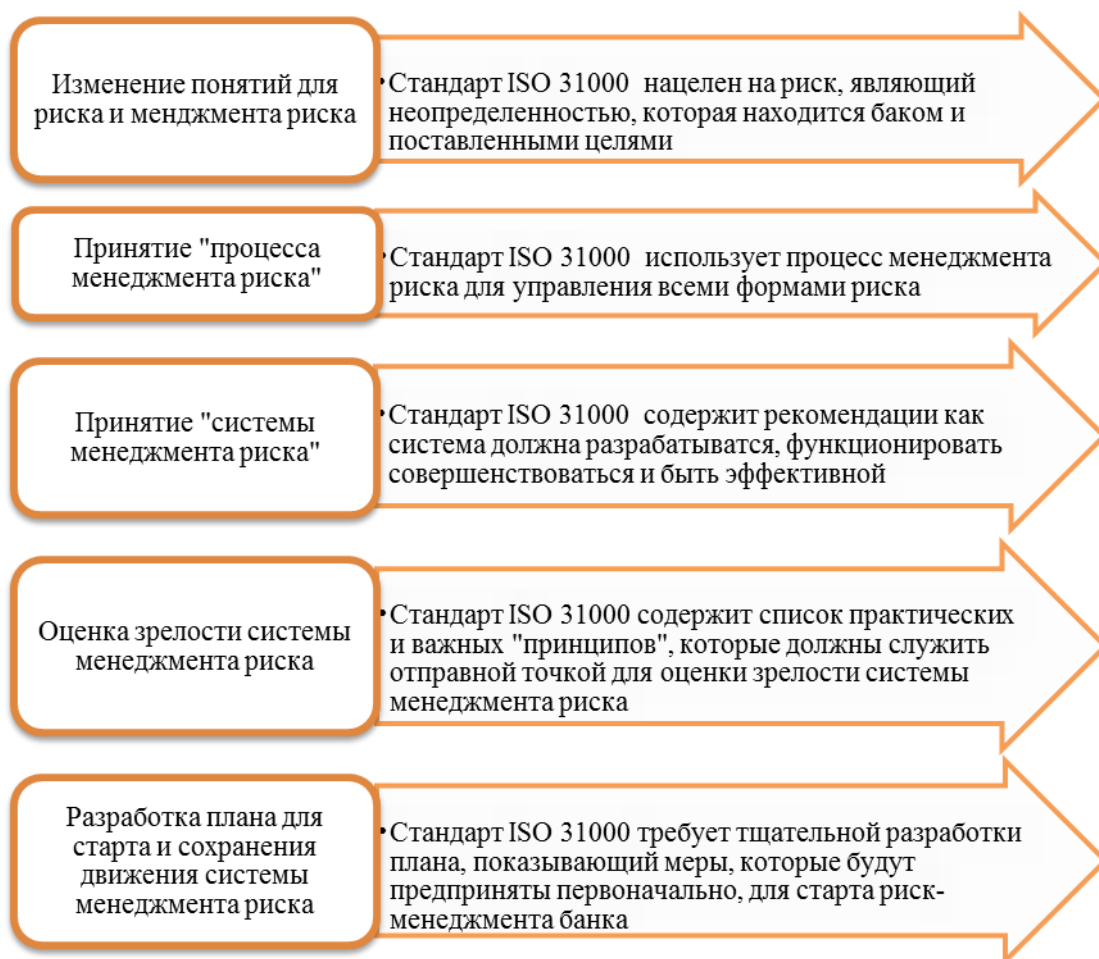 Изменение понятий для
риска и менджмента риска
•Стандарт ISO 31000 нацелен на риск, являющий
неопределенностью, которая находится баком и
поставленными целями
Принятие "процесса
менеджмента риска"
•Стандарт ISO 31000 использует процесс менеджмента
риска для управления всеми формами риска
Принятие "системы
менеджмента риска"
•Стандарт ISO 31000 содержит рекомендации как
система должна разрабатыватся, функционировать
совершенствоваться и быть эффективной
Оценка зрелости системы
менеджмента риска
•Стандарт ISO 31000 содержит список практических
и важных "принципов", которые должны служить
отправной точкой для оценки зрелости системы
менеджмента риска
Разработка плана для
старта и сохранения
движения системы
менеджмента риска
•Стандарт ISO 31000 требует тщательной разработки
плана, показывающий меры, которые будут
предприняты первоначально, для старта риск-
менеджмента банка